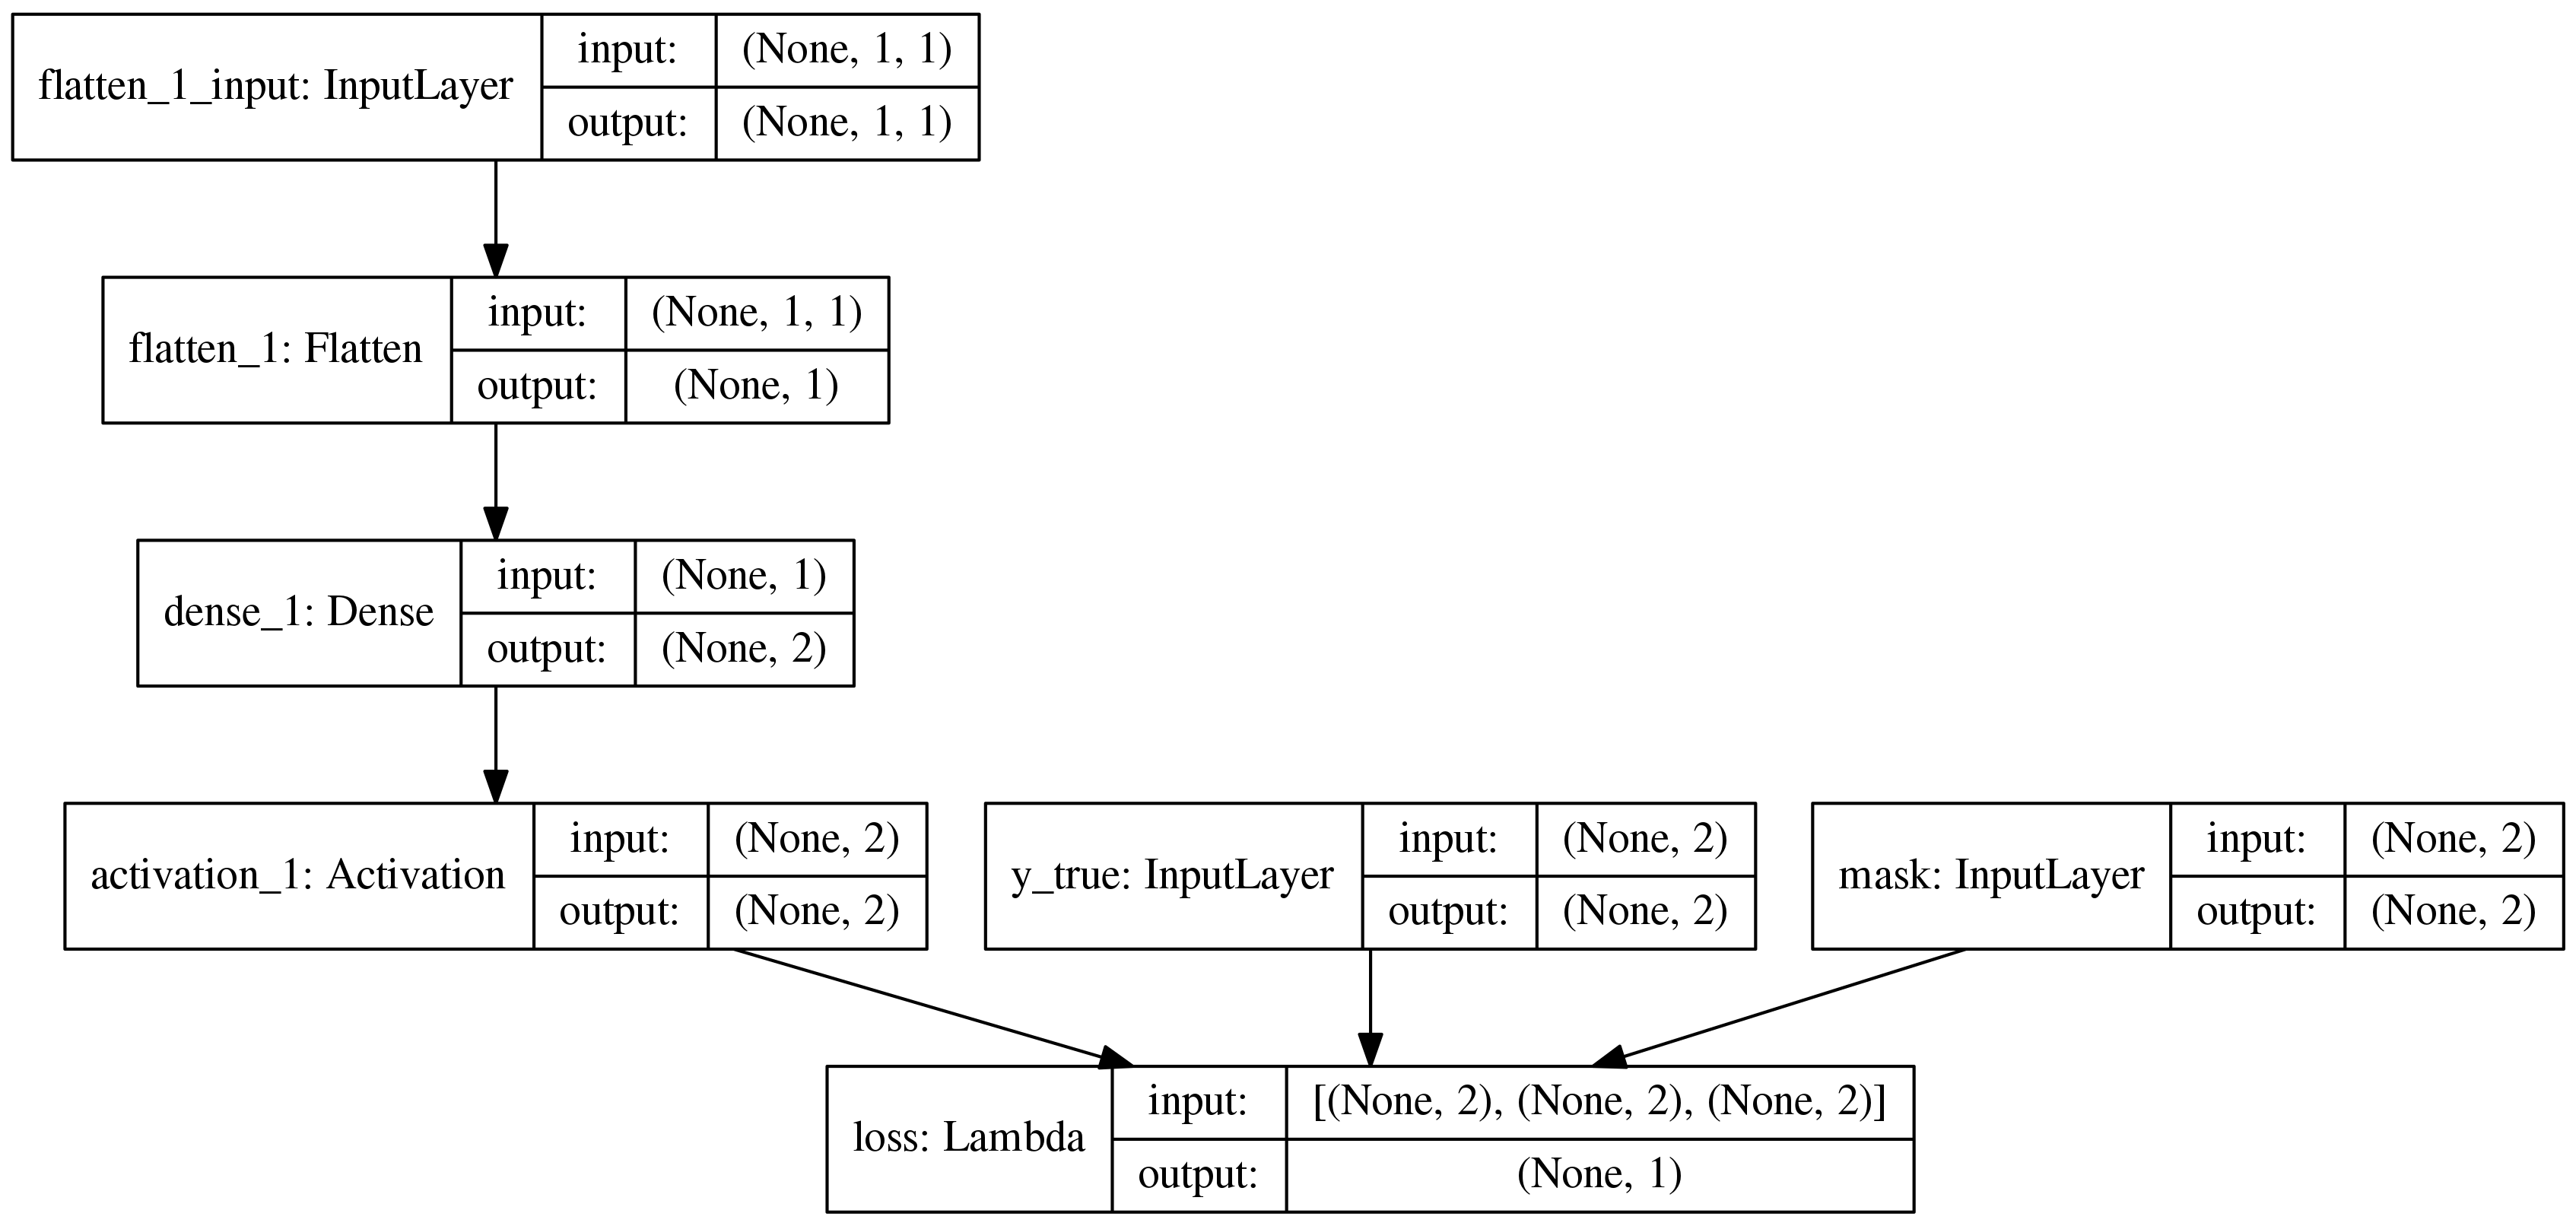 flatten_1_input: InputLayer
input: (None, 1, 1)
output: (None, 1, 1)
flatten_1: Flatten
input: (None, 1, 1)
output: (None, 1)
dense_1: Dense
input: (None, 1)
output: (None, 2)
activation_1: Activation
input: (None, 2)
output: (None, 2)
y_true: InputLayer
input: (None, 2)
output: (None, 2)
mask: InputLayer
input: (None, 2)
output: (None, 2)
loss: Lambda
input: [(None, 2), (None, 2), (None, 2)]
output: (None, 1)